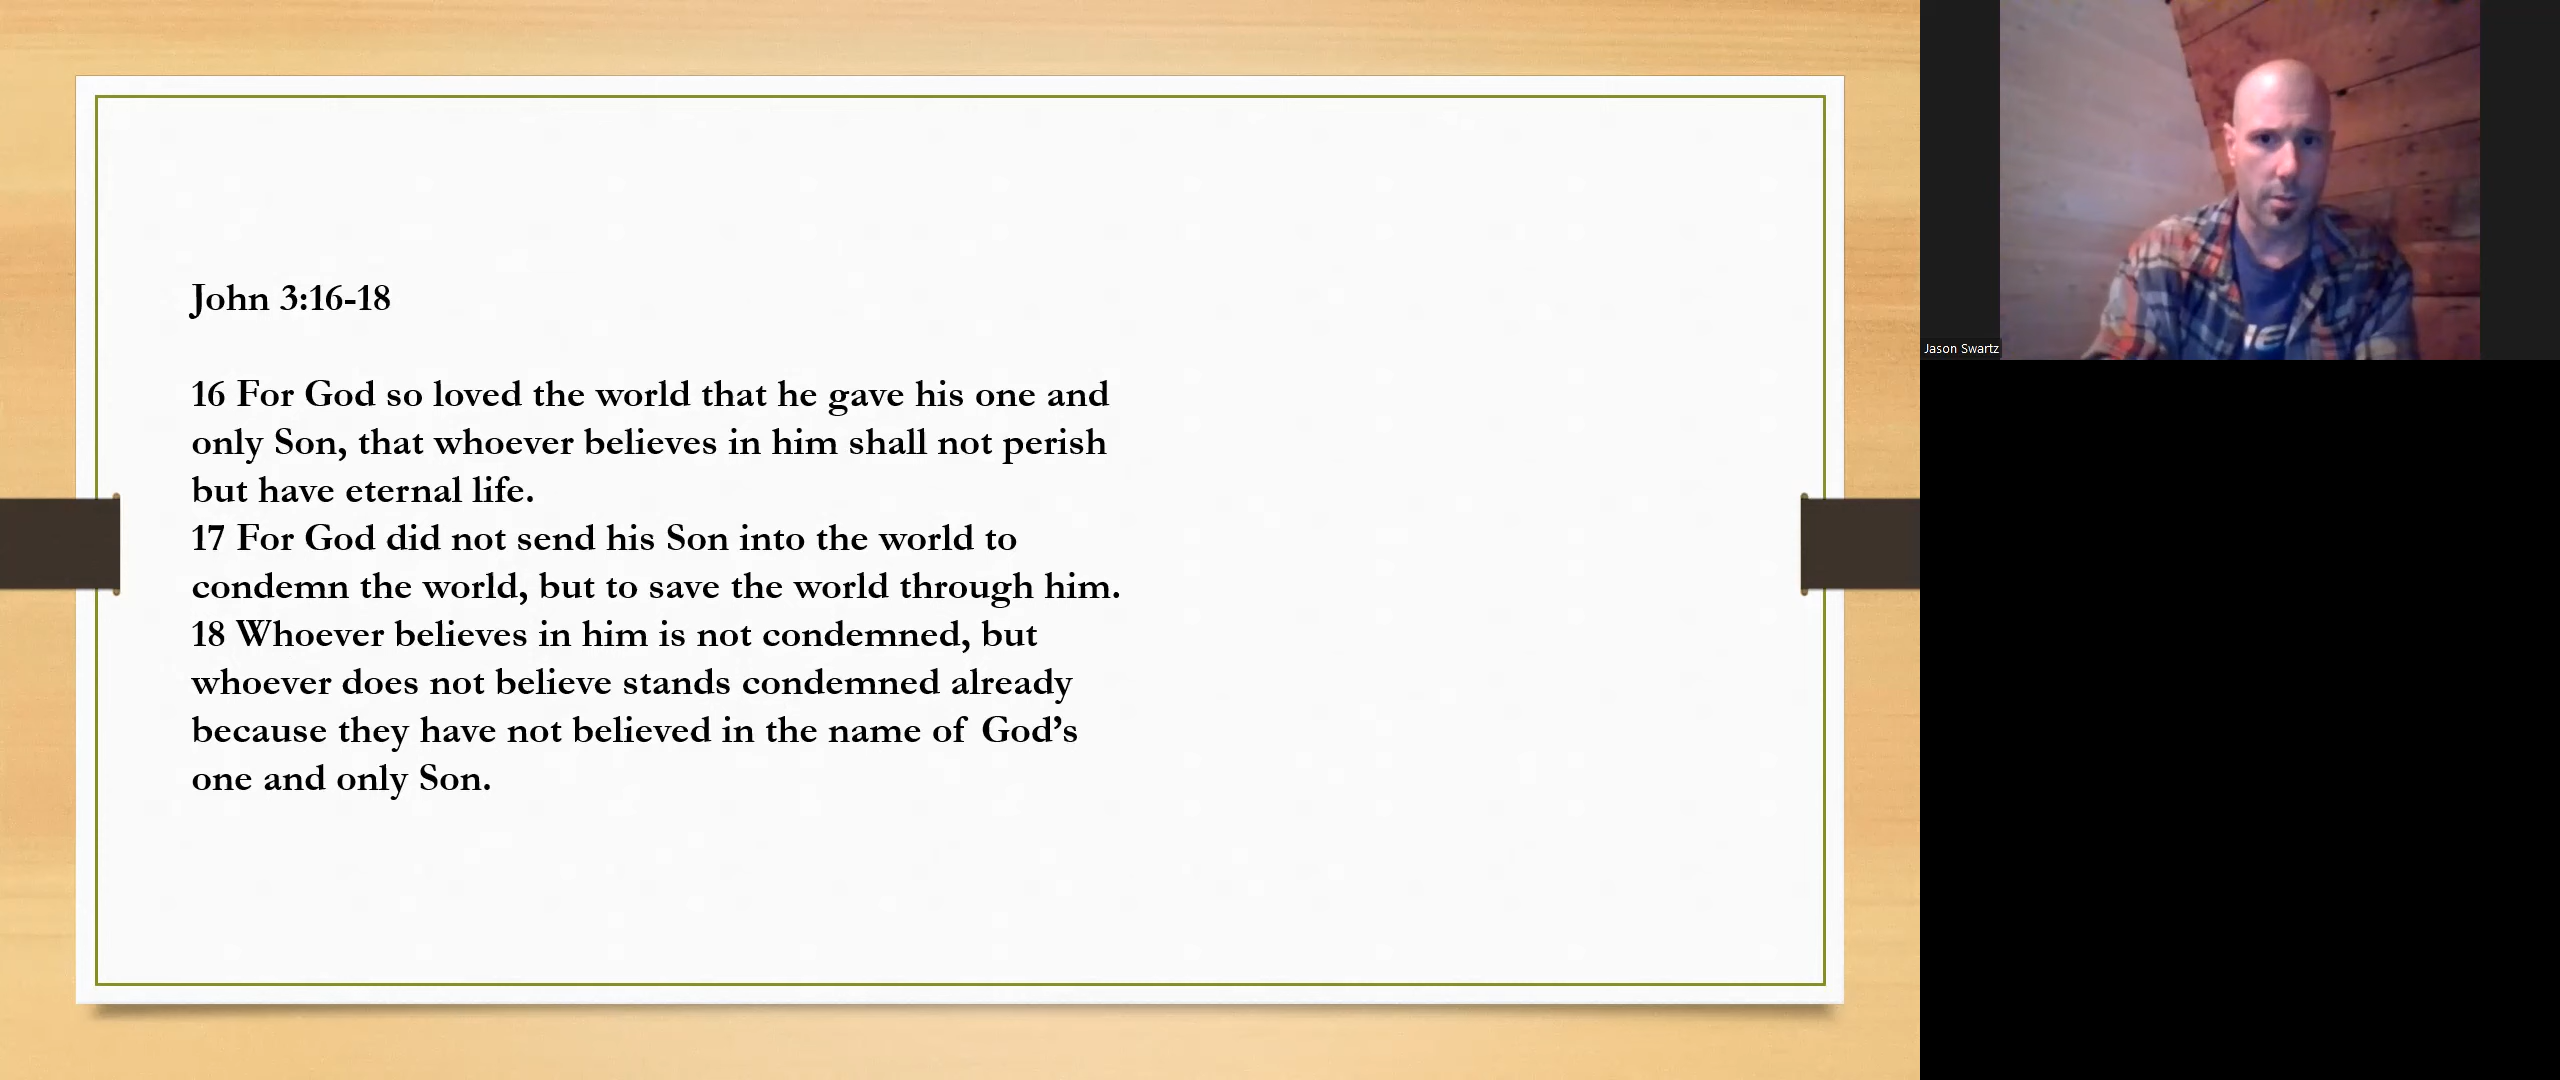 John 3:16-18
16 For God so loved the world that he gave his one and
only Son, that whoever believes in him shall not perish
but have eternal life.
17 For God did not send his Son into the world to
condemn the world, but to save the world through him.
18 Whoever believes in him is not condemned, but
whoever does not believe stands condemned already
because they have not believed in the name of God’s
one and only Son.
Jason Swartz